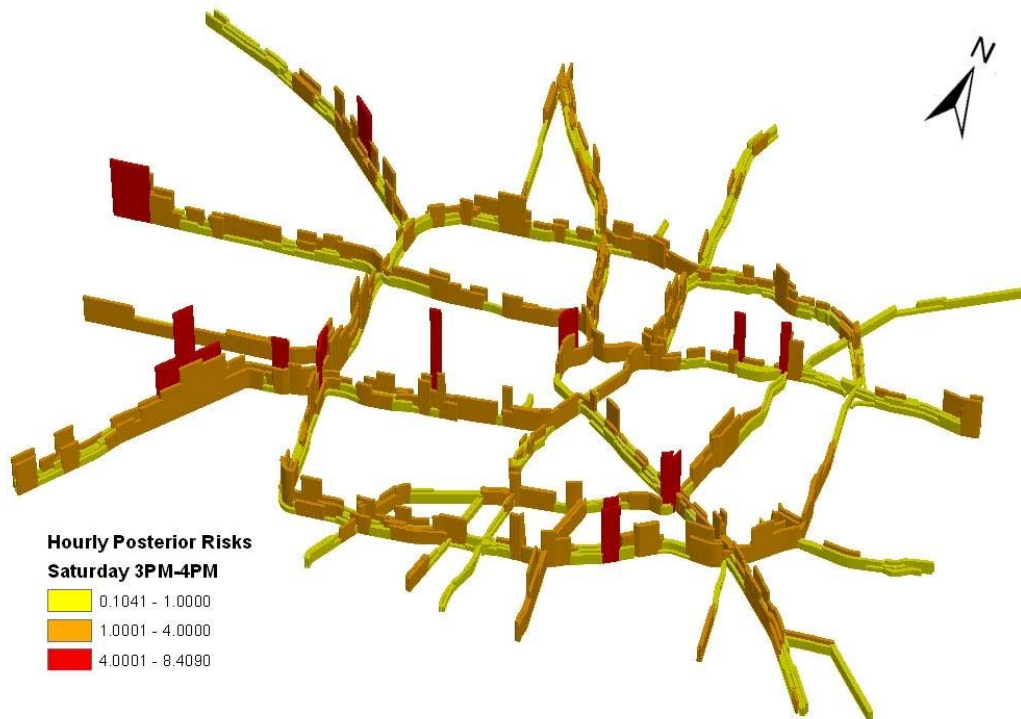 N
Hourly Posterior Risks
Saturday 3PM-4PM
0.1041 - 1.0000
1.0001 - 4.0000
4.0001 - 8.4090